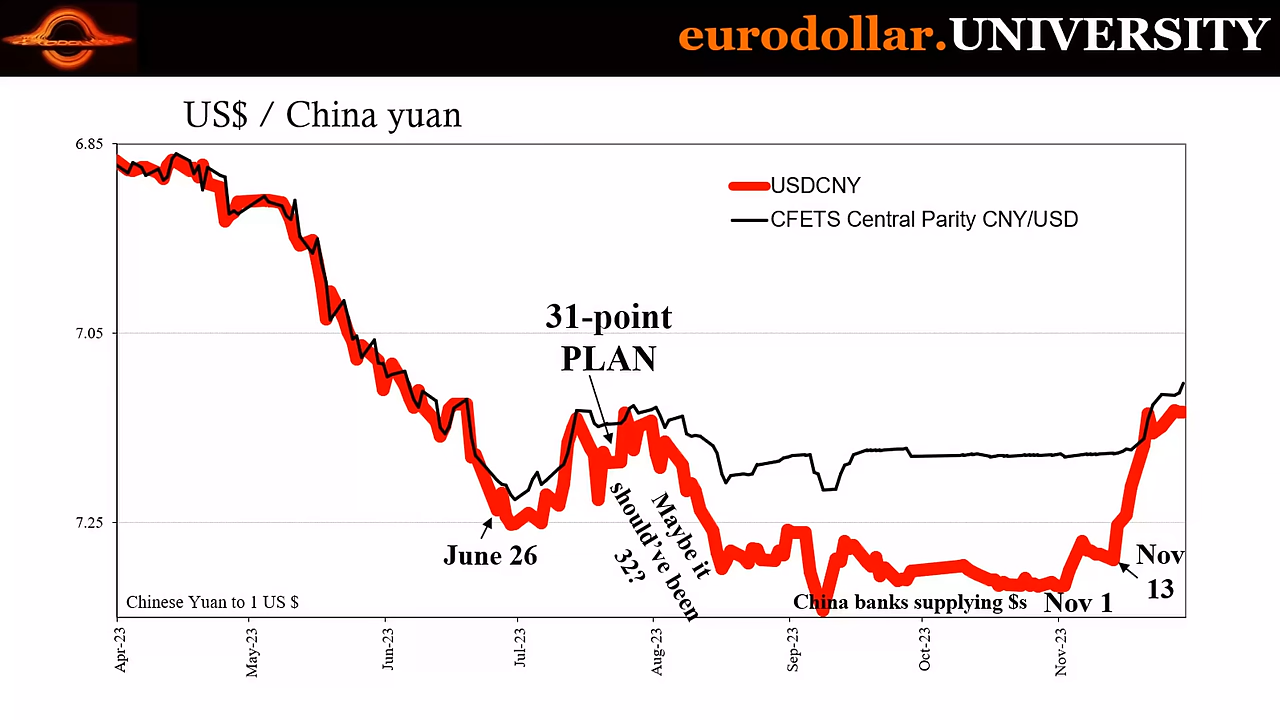 eurodollar.UNIVERSITY
US$ / China yuan
6.85
7.05
7.25
USDCNY
CFETS Central Parity CNY/USD
31-point
PLAN
June 26
Maybe it
should've been
32?
Nov
13
Nov 1
China banks supplying $s
Chinese Yuan to 1 US $
Apr-23
May-23
Jun-23
Jul-23
Aug-23
Sep-23
Oct-23
Nov-23